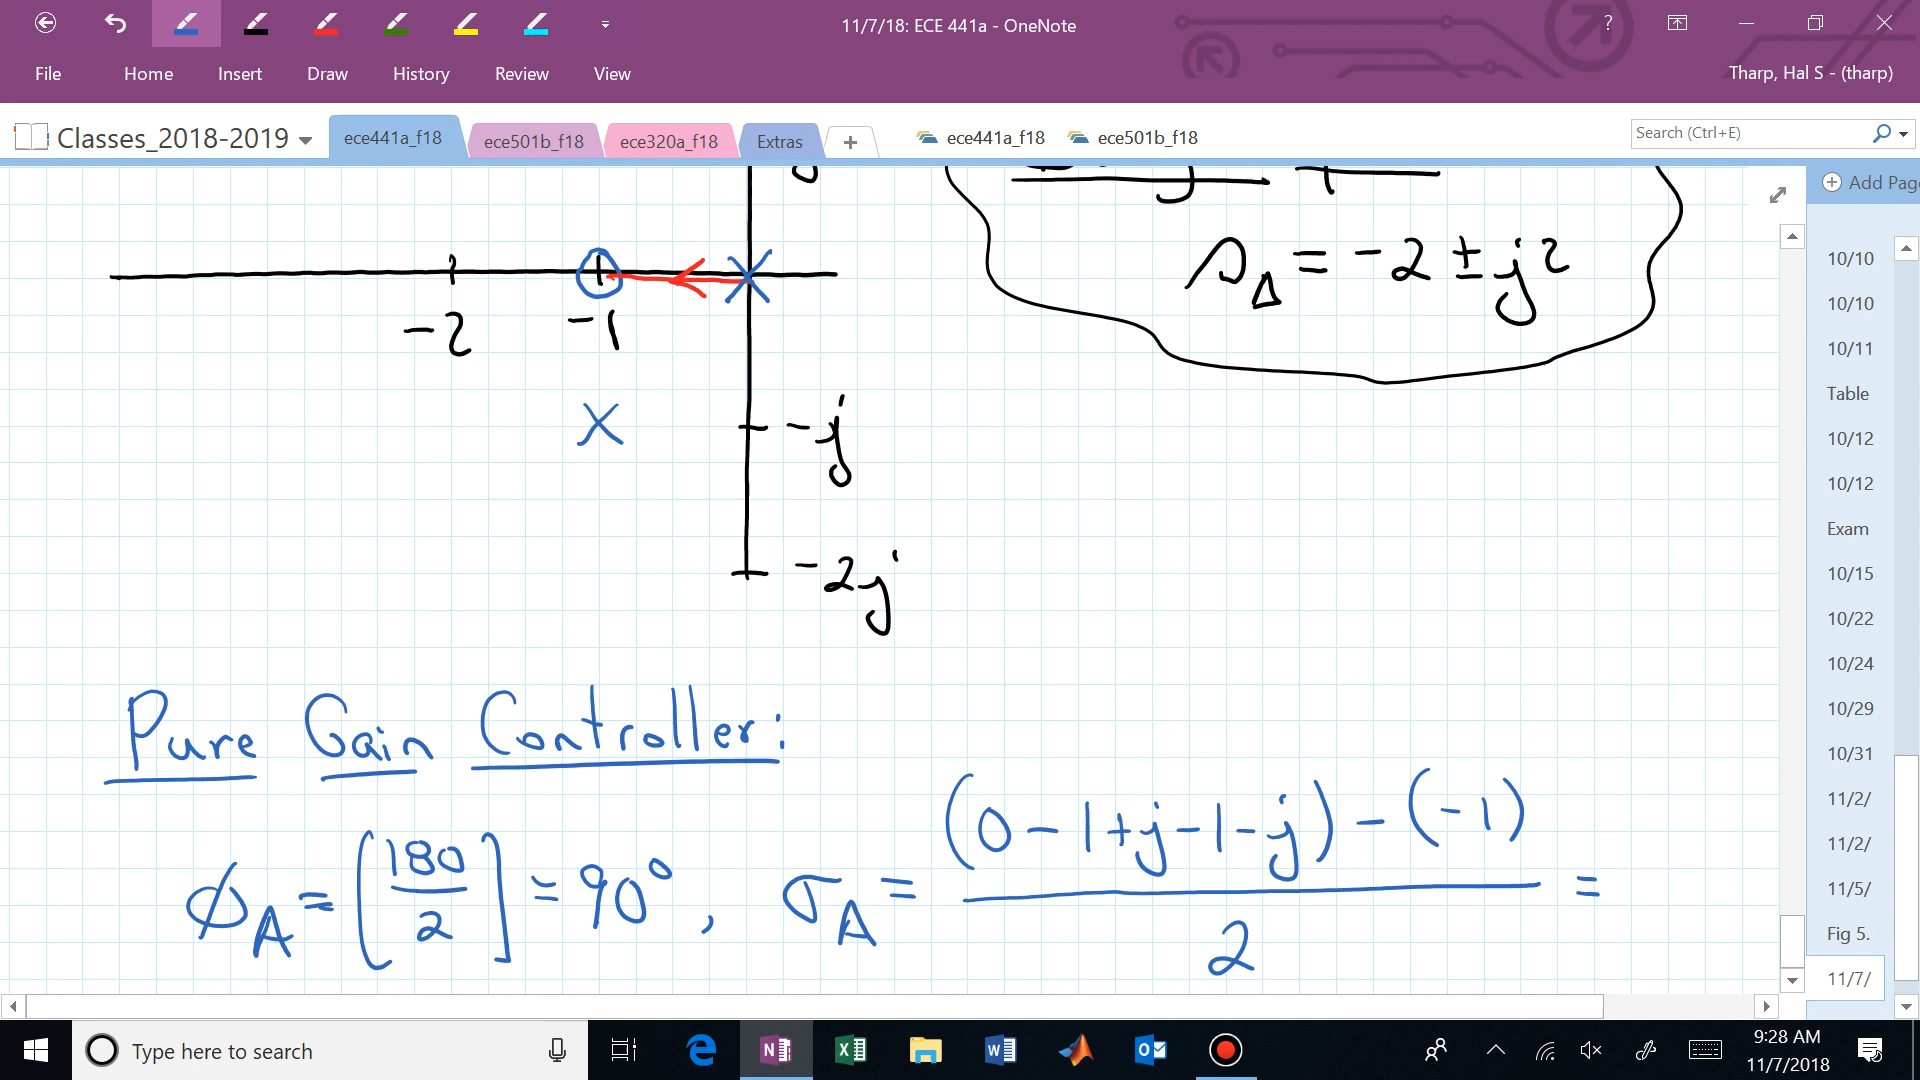 11/7/18: ECE 441a - OneNote
?
File Home Insert Draw History Review View
Tharp, Hal S - (tharp)
Classes_2018-2019
ece441a_f18
ece501b_f18
ece320a_f18
Extras
+
ece441a_f18
ece501b_f18
Search (Ctrl+E)
Add Pag
10/10
10/10
10/11
Table
10/12
10/12
Exam
10/15
10/22
10/24
10/29
10/31
11/2/
11/2/
11/5/
Fig 5.
11/7/
s_Δ = -2 ± j2
-2
-1
-j
-2j
Pure Gain Controller:
ϕ_A = [180/2] = 90°, σ_A = ((0-1+j-1-j) - (-1))/2 =
Type here to search
9:28 AM
11/7/2018